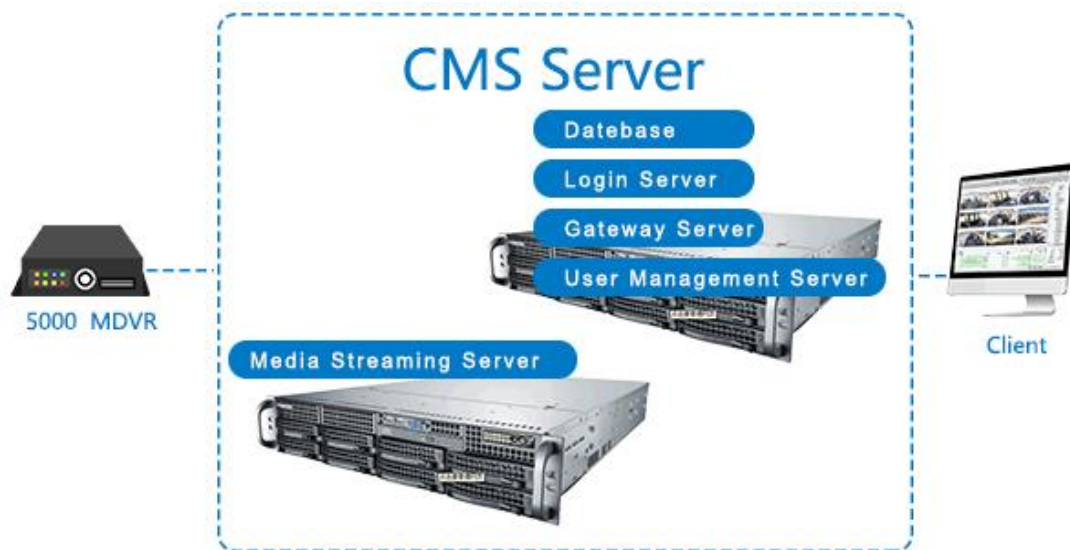 CMS Server
Datebase
Login Server
Gateway Server
User Management Server
5000 MDVR
Media Streaming Server
Client